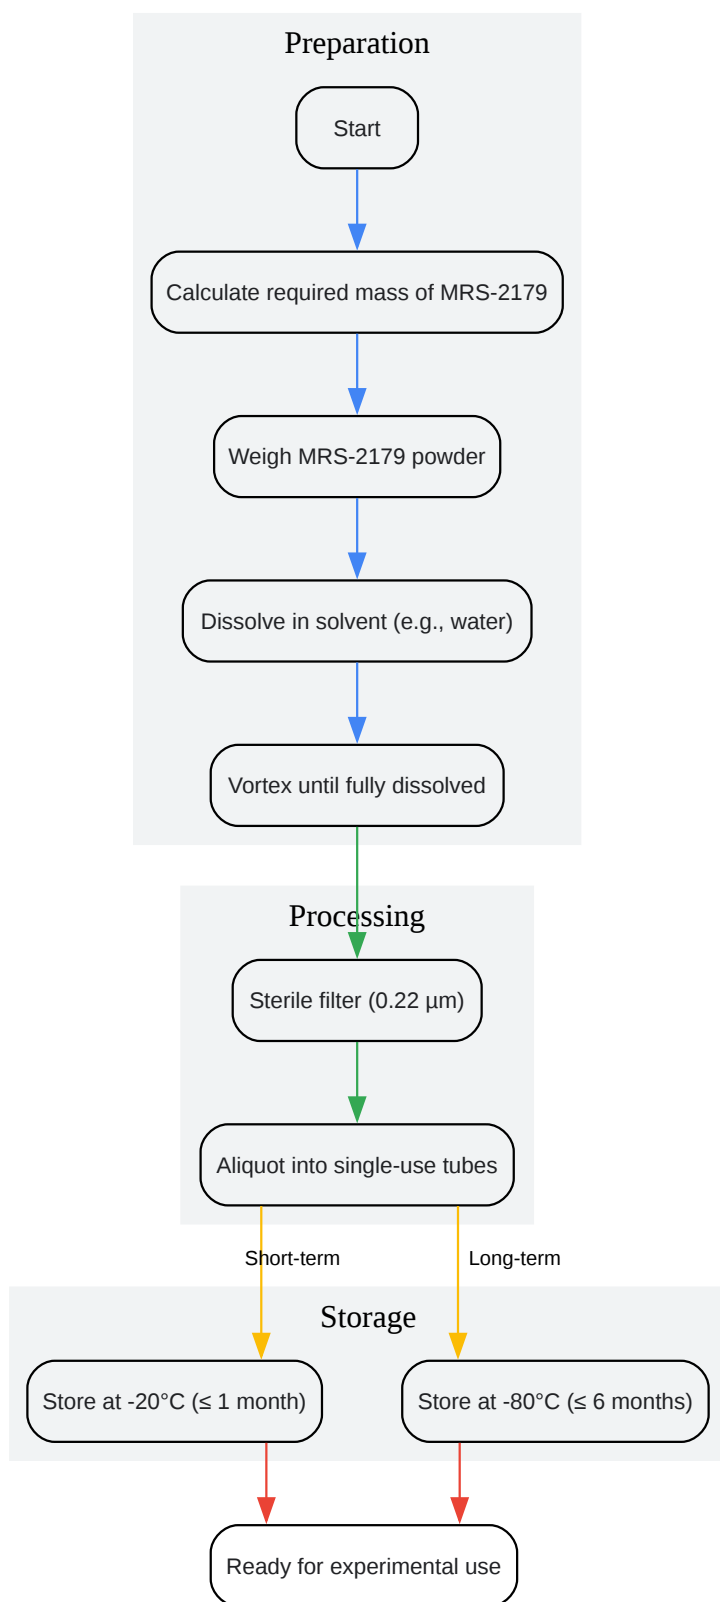 Preparation
Start
Calculate required mass of MRS-2179
Weigh MRS-2179 powder
Dissolve in solvent (e.g., water)
Vortex until fully dissolved
Processing
Sterile filter (0.22 µm)
Aliquot into single-use tubes
Short-term
Long-term
Storage
Store at -20°C (≤ 1 month)
Store at -80°C (≤ 6 months)
Ready for experimental use